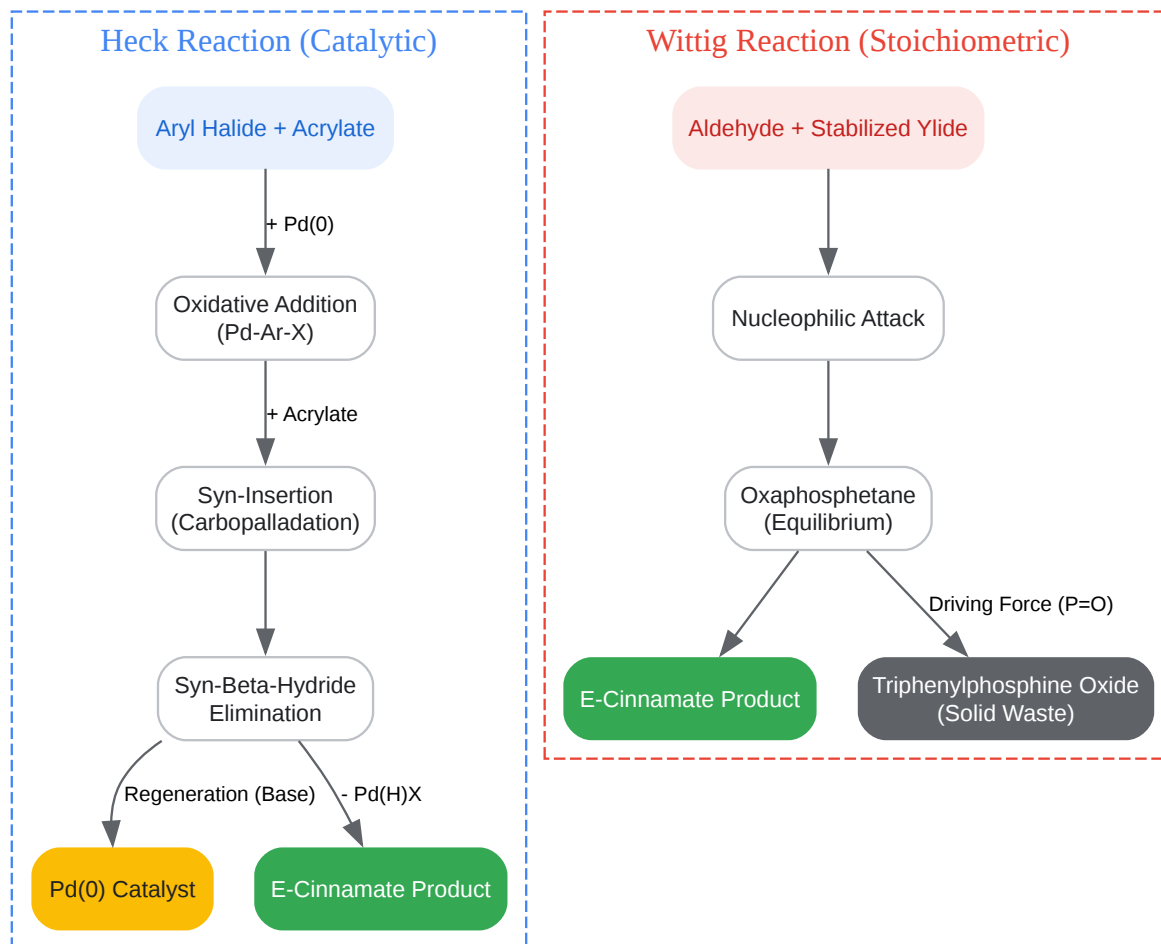 Heck Reaction (Catalytic)
Aryl Halide + Acrylate
+ Pd(0)
Oxidative Addition
(Pd-Ar-X)
+ Acrylate
Syn-Insertion
(Carbopalladation)
Syn-Beta-Hydride
Elimination
Regeneration (Base)
- Pd(H)X
Pd(0) Catalyst
E-Cinnamate Product
Wittig Reaction (Stoichiometric)
Aldehyde + Stabilized Ylide
Nucleophilic Attack
Oxaphosphetane
(Equilibrium)
Driving Force (P=O)
E-Cinnamate Product
Triphenylphosphine Oxide
(Solid Waste)